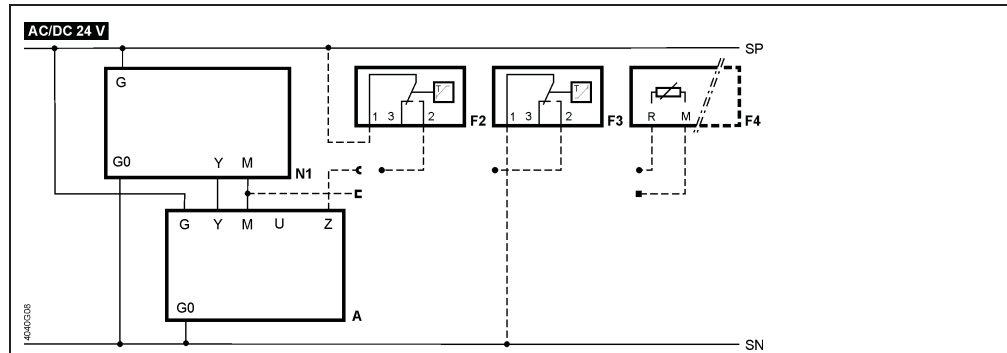 AC/DC 24 V
SP
G
T
T
1 3 2
F2
1 3 2
F3
R M
F4
G0 Y M
N1
G Y M U Z
G0
A
4040G08
SN